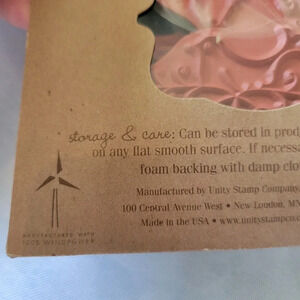 storage & care: Can be stored in prod
on any flat smooth surface. If necessa
foam backing with damp clo
Manufactured by Unity Stamp Company
100 Central Avenue West • New London, MN
Made in the USA • www.unitystampco.c
MANUFACTURED WITH
100% WINDPOWER